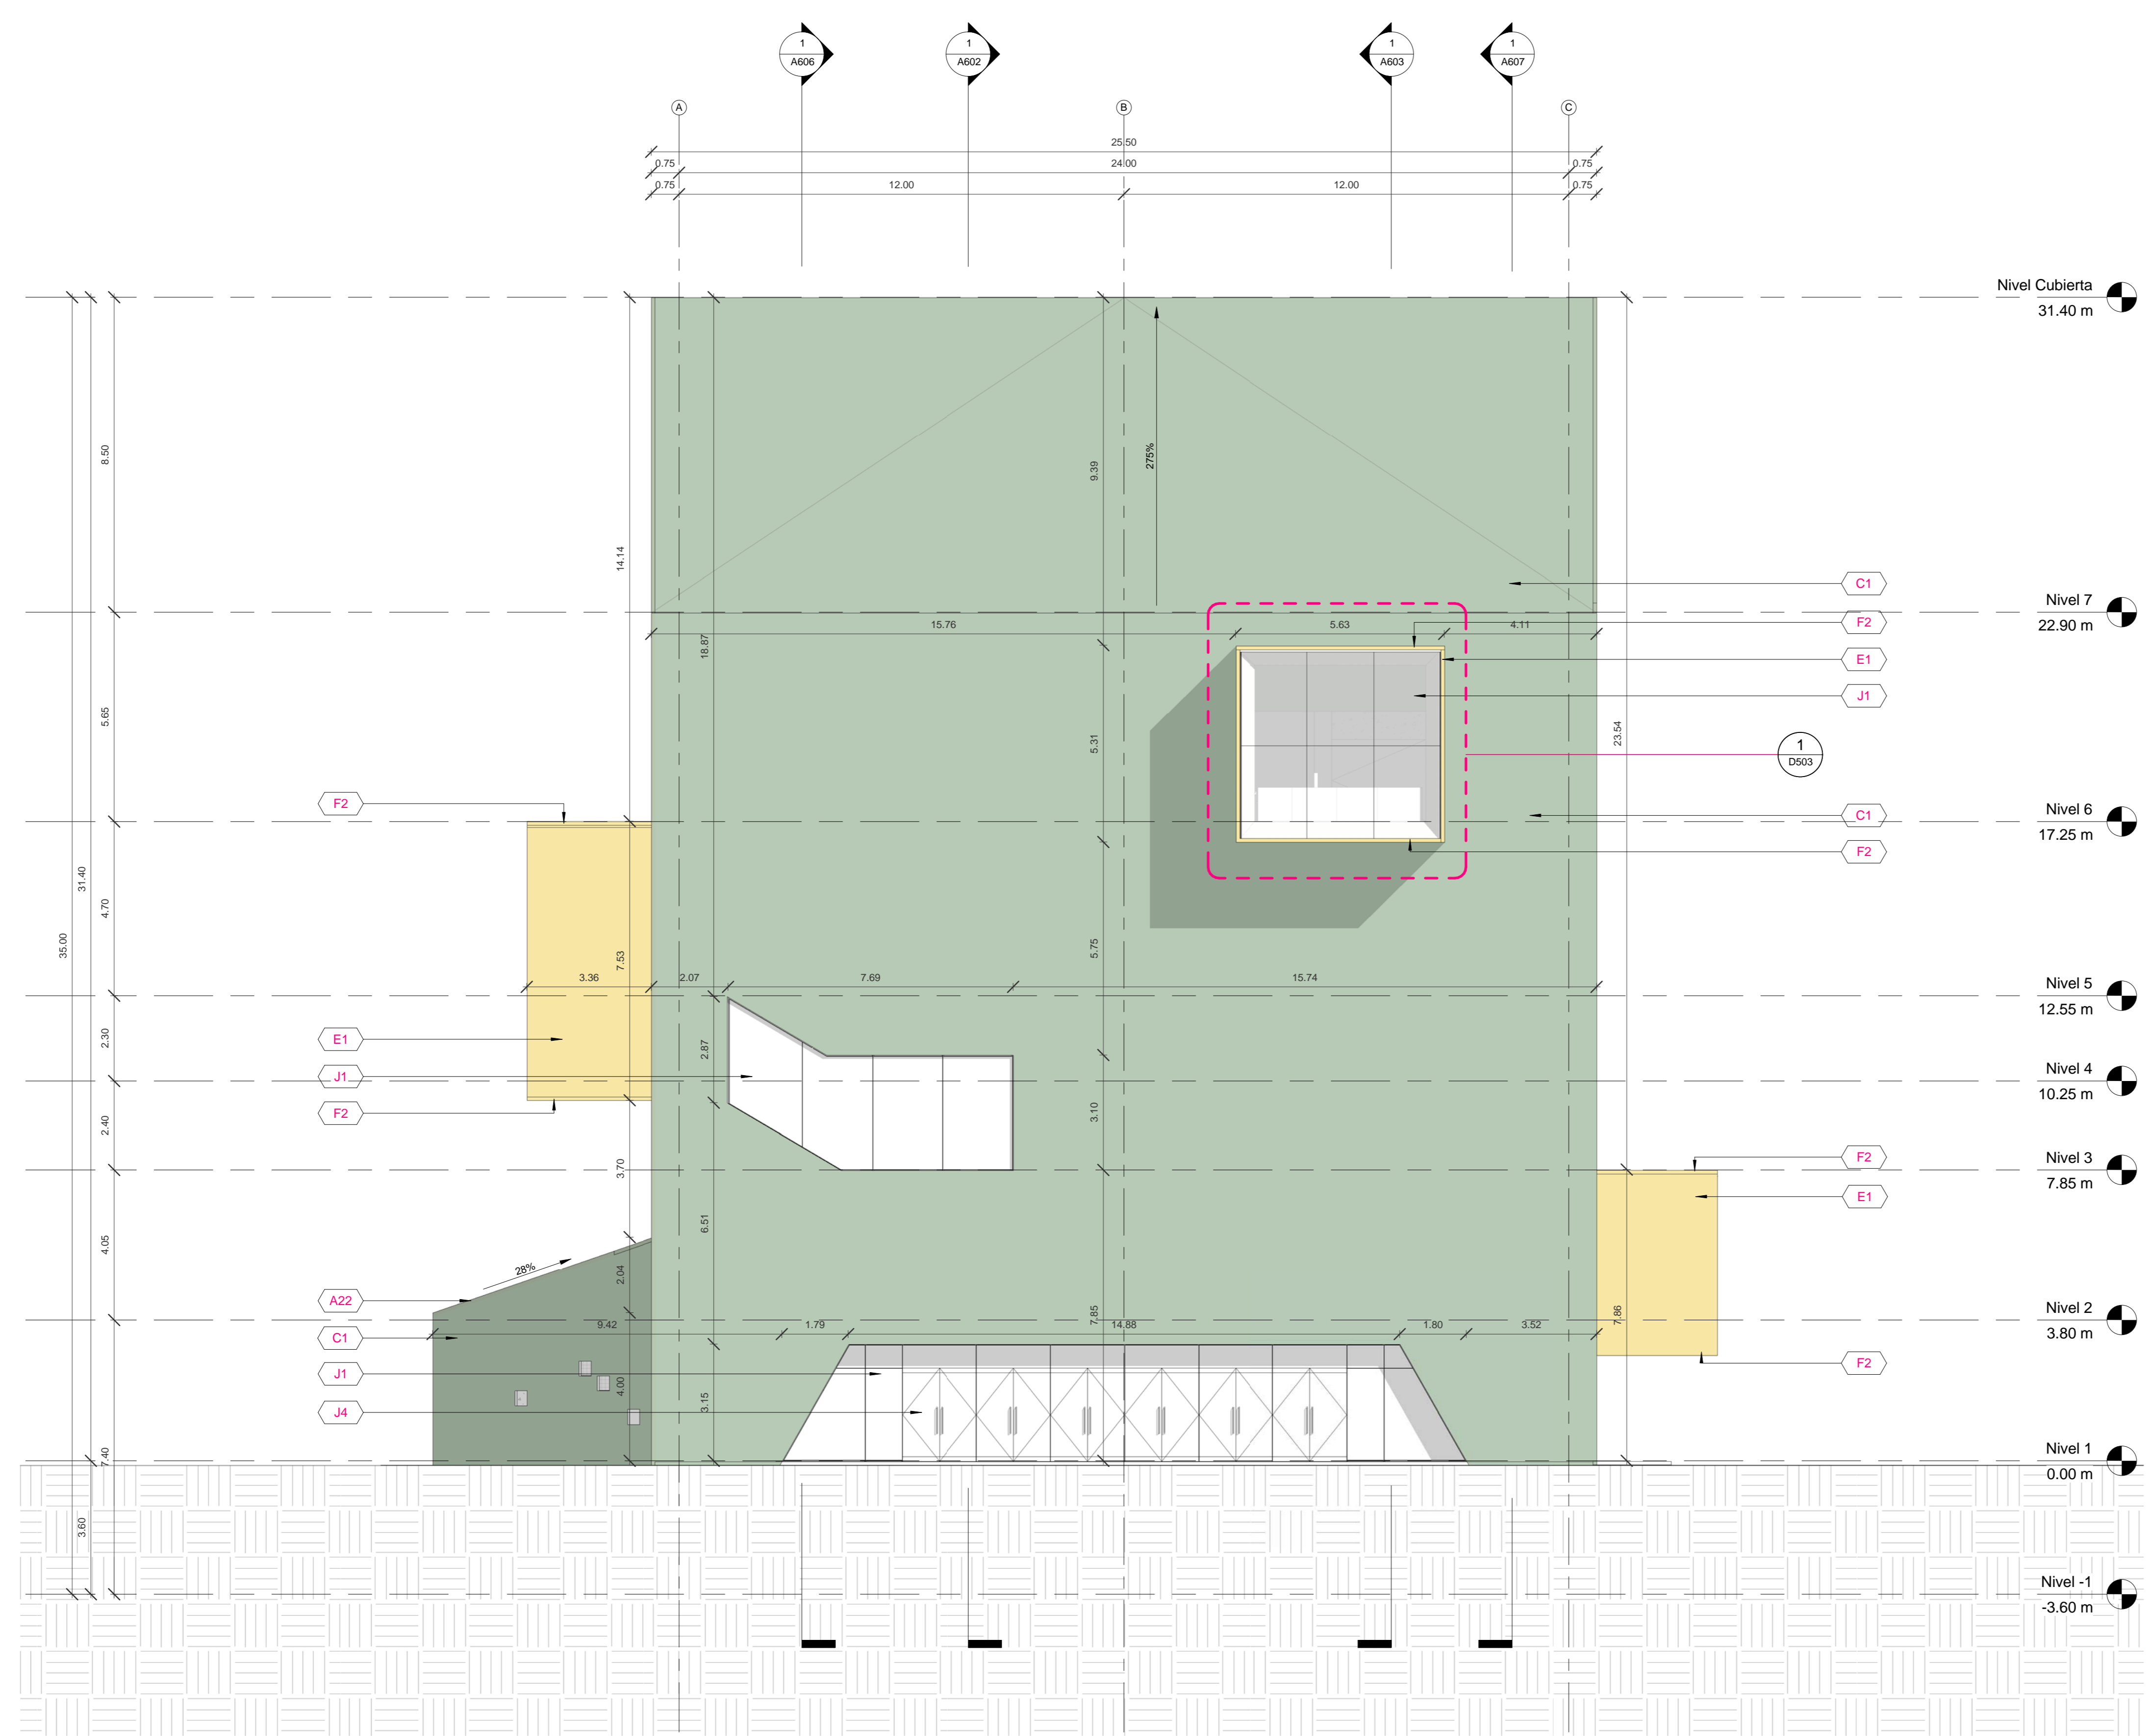 1
A606
1
A602
1
A603
1
A607
A
B
C
25.50
0.75
24.00
0.75
0.75
12.00
12.00
0.75
Nivel Cubierta
31.40 m
8.50
9.39
275%
14.14
C1
Nivel 7
22.90 m
15.76
5.63
4.11
F2
18.87
E1
J1
5.65
5.31
23.54
1
D503
F2
C1
Nivel 6
17.25 m
F2
31.40
4.70
35.00
7.53
5.75
3.36
2.07
7.69
15.74
Nivel 5
12.55 m
2.30
E1
2.87
J1
Nivel 4
10.25 m
F2
2.40
3.10
3.70
F2
Nivel 3
7.85 m
E1
6.51
4.05
28%
2.04
A22
7.85
7.86
Nivel 2
3.80 m
C1
9.42
1.79
14.88
1.80
3.52
F2
J1
4.00
3.15
J4
7.40
Nivel 1
0.00 m
3.60
Nivel -1
-3.60 m